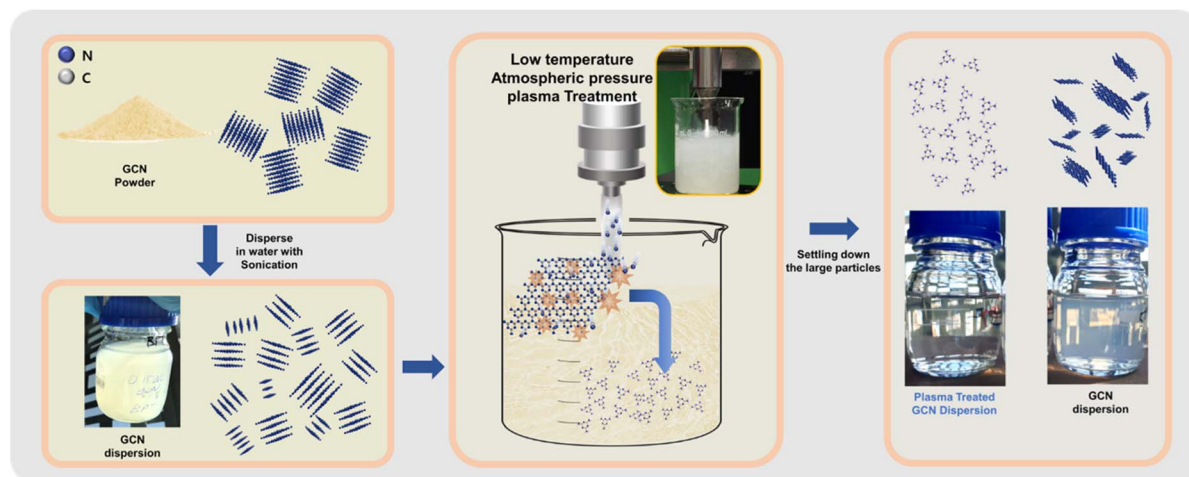 N
C
GCN
Powder
Disperse
in water with
Sonication
GCN
dispersion
Low temperature
Atmospheric pressure
plasma Treatment
Settling down
the large particles
Plasma Treated
GCN Dispersion
GCN
dispersion